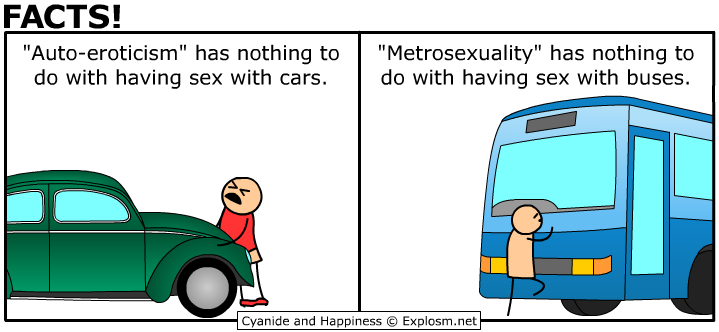 FACTS!
"Auto-eroticism" has nothing to
do with having sex with cars.
"Metrosexuality" has nothing to
do with having sex with buses.
Cyanide and Happiness © Explosm.net